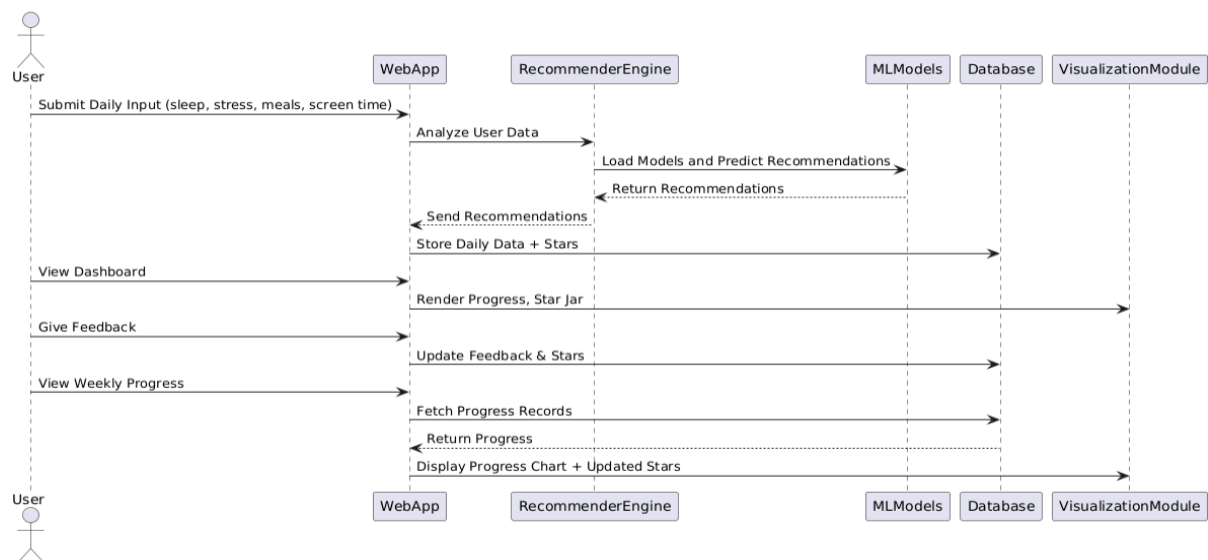 User
WebApp RecommenderEngine MLModels Database VisualizationModule
Submit Daily Input (sleep, stress, meals, screen time)
Analyze User Data
Load Models and Predict Recommendations
Return Recommendations
Send Recommendations
Store Daily Data + Stars
View Dashboard
Render Progress, Star Jar
Give Feedback
Update Feedback & Stars
View Weekly Progress
Fetch Progress Records
Return Progress
Display Progress Chart + Updated Stars
User
WebApp RecommenderEngine MLModels Database VisualizationModule